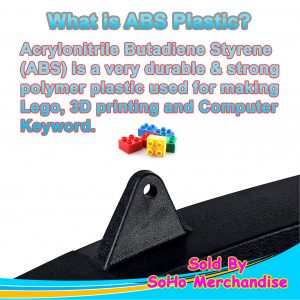 What is ABS Plastic?
Acrylonitrile Butadiene Styrene
(ABS) is a very durable & strong
polymer plastic used for making
Lego, 3D printing and Computer
Keyword.
Sold By
SoHo-Merchandise